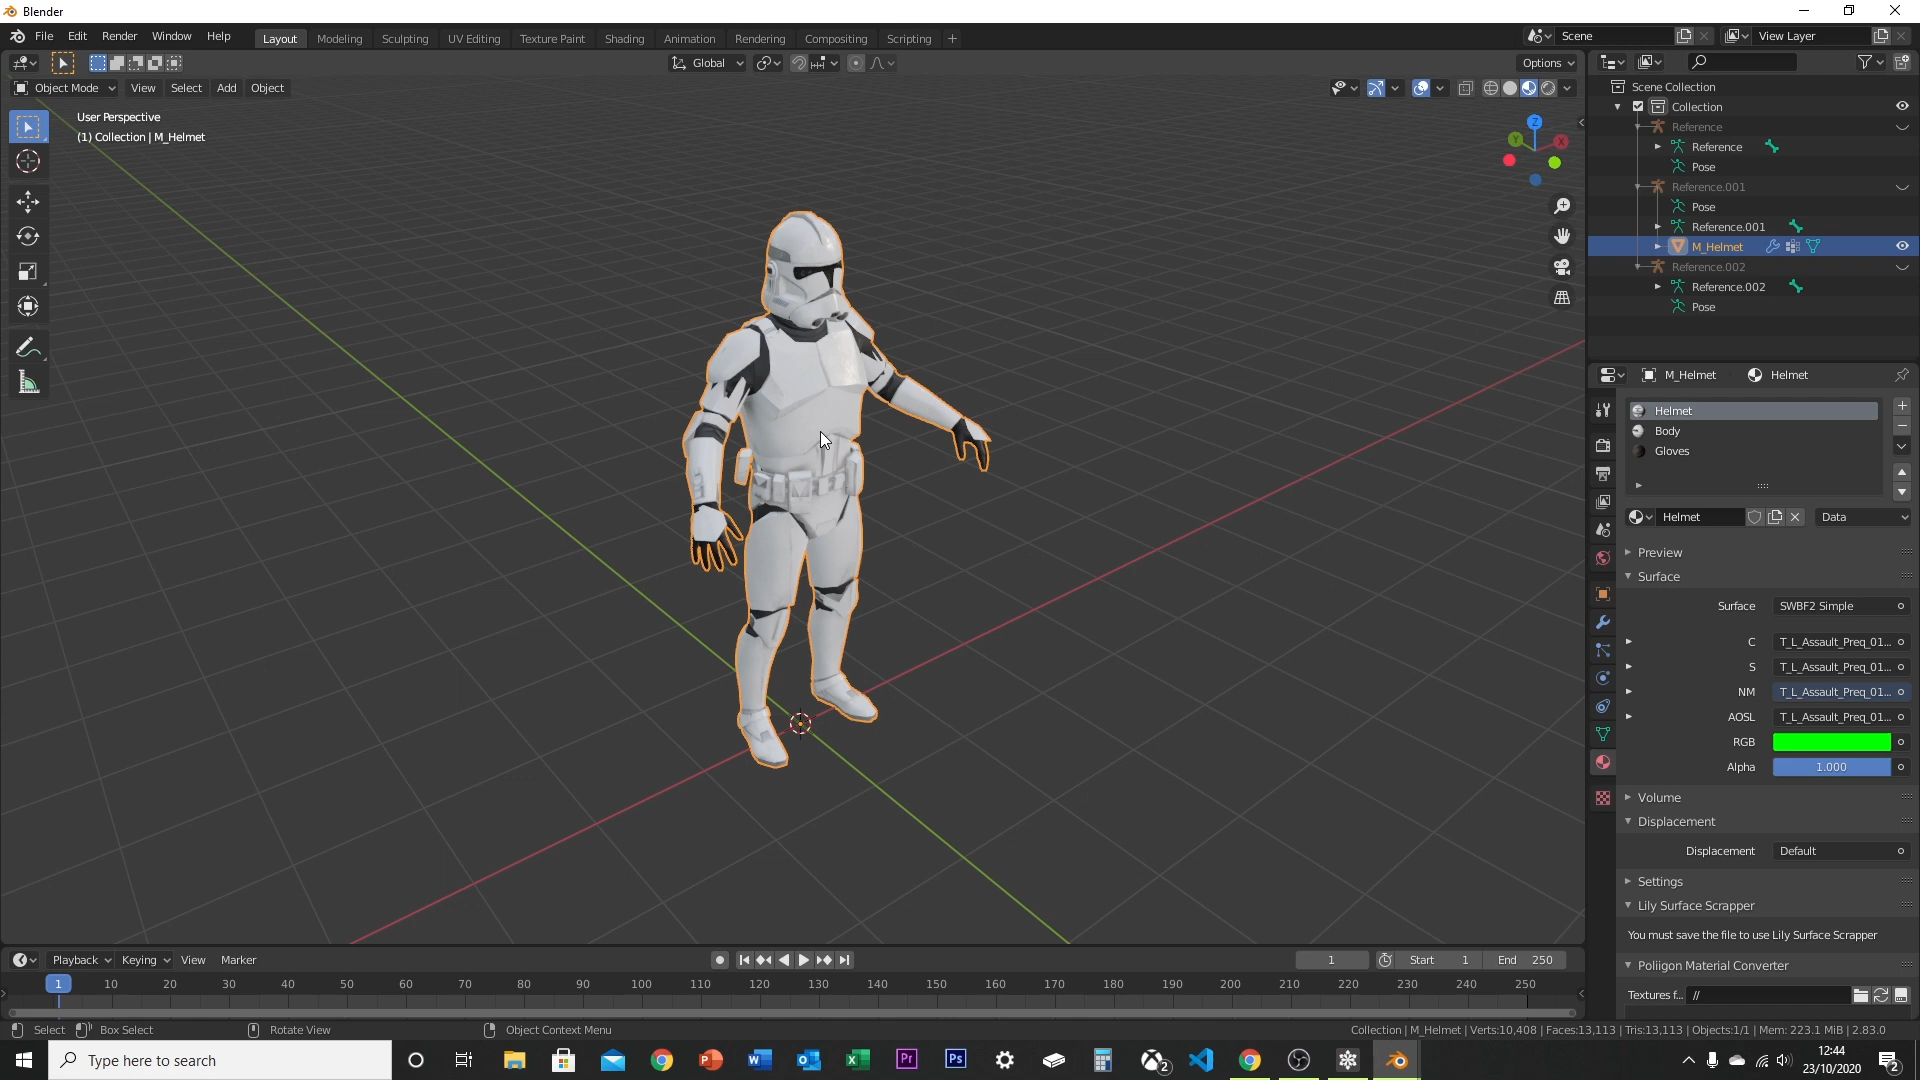 Blender
File Edit Render Window Help
Layout Modeling Sculpting UV Editing Texture Paint Shading Animation Rendering Compositing Scripting +
Scene
View Layer
Global
Options
Object Mode View Select Add Object
User Perspective
(1) Collection | M_Helmet
Z
Y
X
Scene Collection
Collection
Reference
Reference
Pose
Reference.001
Pose
Reference.001
M_Helmet
Reference.002
Reference.002
Pose
M_Helmet Helmet
Helmet
Body
Gloves
Helmet
Data
Preview
Surface
Surface SWBF2 Simple
C T_L_Assault_Preq_01...
S T_L_Assault_Preq_01...
NM T_L_Assault_Preq_01...
AOSL T_L_Assault_Preq_01...
RGB
Alpha 1.000
Volume
Displacement
Displacement Default
Settings
Lily Surface Scrapper
You must save the file to use Lily Surface Scrapper
Poliigon Material Converter
Textures f... //
Playback Keying View Marker
1
Start 1
End 250
1 10 20 30 40 50 60 70 80 90 100 110 120 130 140 150 160 170 180 190 200 210 220 230 240 250
Select Box Select Rotate View Object Context Menu
Collection | M_Helmet | Verts:10,408 | Faces:13,113 | Tris:13,113 | Objects:1/1 | Mem: 223.1 MiB | 2.83.0
Type here to search
Pr
Ps
2
12:44
23/10/2020
2